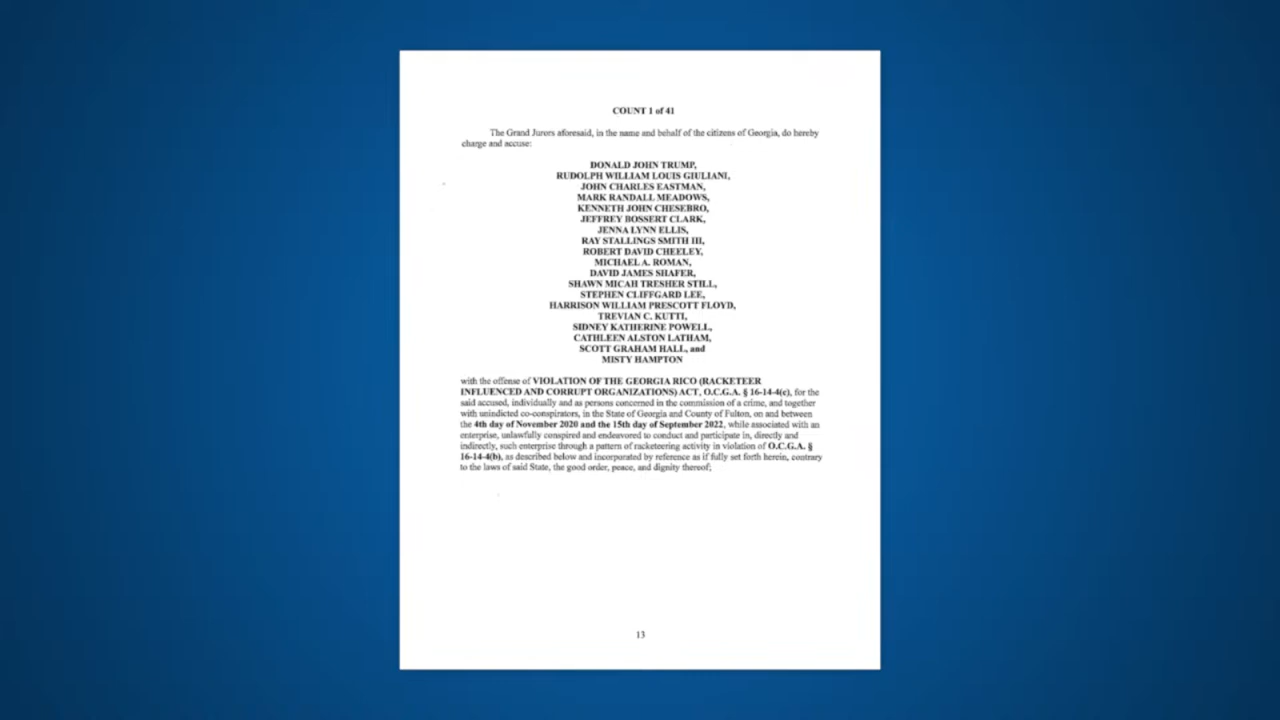 COUNT 1 of 41
The Grand Jurors aforesaid, in the name and behalf of the citizens of Georgia, do hereby
charge and accuse:
DONALD JOHN TRUMP,
RUDOLPH WILLIAM LOUIS GIULIANI,
JOHN CHARLES EASTMAN,
MARK RANDALL MEADOWS,
KENNETH JOHN CHESEBRO,
JEFFREY BOSSERT CLARK,
JENNA LYNN ELLIS,
RAY STALLINGS SMITH III,
ROBERT DAVID CHEELEY,
MICHAEL A. ROMAN,
DAVID JAMES SHAFER,
SHAWN MICAH TRESHER STILL,
STEPHEN CLIFFGARD LEE,
HARRISON WILLIAM PRESCOTT FLOYD,
TREVIAN C. KUTTI,
SIDNEY KATHERINE POWELL,
CATHLEEN ALSTON LATHAM,
SCOTT GRAHAM HALL, and
MISTY HAMPTON
with the offense of VIOLATION OF THE GEORGIA RICO (RACKETEER
INFLUENCED AND CORRUPT ORGANIZATIONS) ACT, O.C.G.A. § 16-14-4(c), for the
said accused, individually and as persons concerned in the commission of a crime, and together
with unindicted co-conspirators, in the State of Georgia and County of Fulton, on and between
the 4th day of November 2020 and the 15th day of September 2022, while associated with an
enterprise, unlawfully conspired and endeavored to conduct and participate in, directly and
indirectly, such enterprise through a pattern of racketeering activity in violation of O.C.G.A. §
16-14-4(b), as described below and incorporated by reference as if fully set forth herein, contrary
to the laws of said State, the good order, peace, and dignity thereof;
13